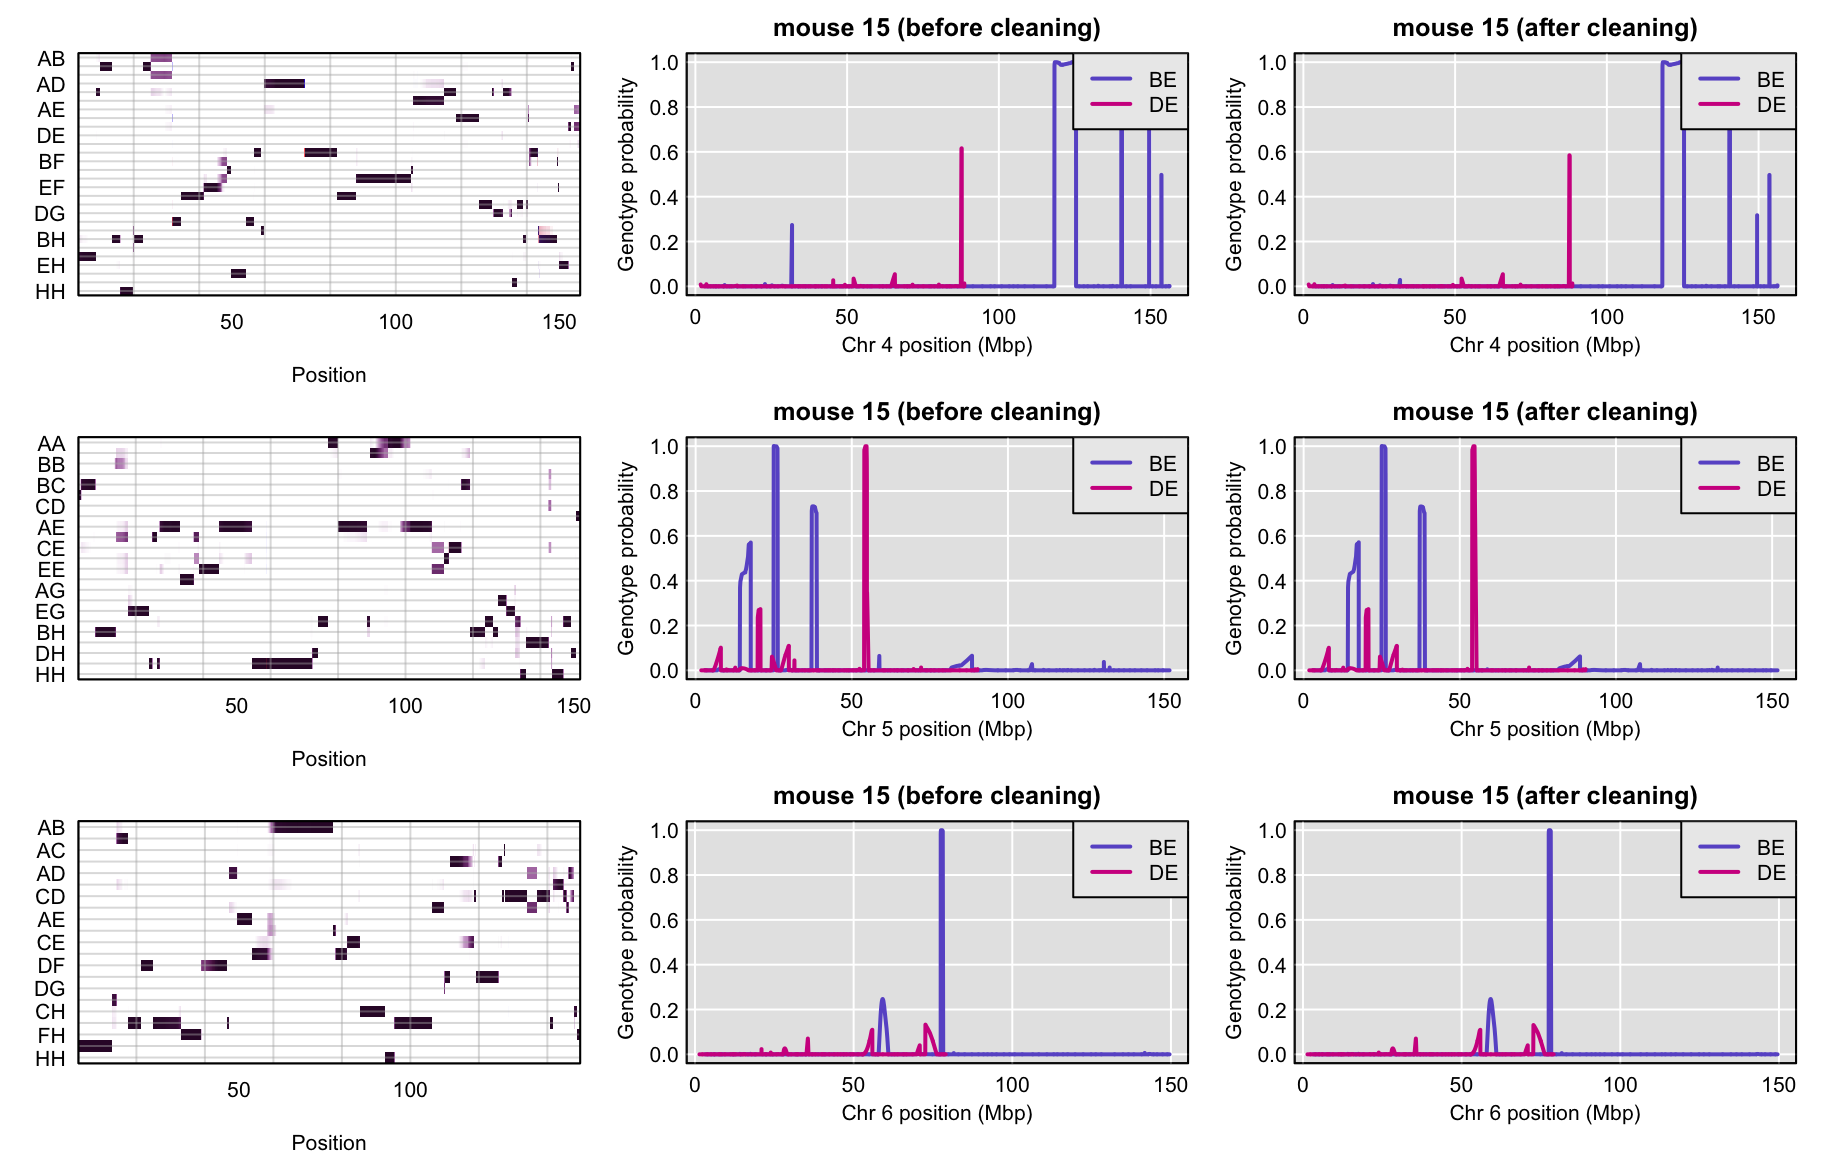 AB
AD
AE
DE
BF
EF
DG
BH
EH
HH
50 100 150
Position
mouse 15 (before cleaning)
Genotype probability
1.0
0.8
0.6
0.4
0.2
0.0
BE
DE
0 50 100 150
Chr 4 position (Mbp)
mouse 15 (after cleaning)
Genotype probability
1.0
0.8
0.6
0.4
0.2
0.0
BE
DE
0 50 100 150
Chr 4 position (Mbp)
AA
BB
BC
CD
AE
CE
EE
AG
EG
BH
DH
HH
50 100 150
Position
mouse 15 (before cleaning)
Genotype probability
1.0
0.8
0.6
0.4
0.2
0.0
BE
DE
0 50 100 150
Chr 5 position (Mbp)
mouse 15 (after cleaning)
Genotype probability
1.0
0.8
0.6
0.4
0.2
0.0
BE
DE
0 50 100 150
Chr 5 position (Mbp)
AB
AC
AD
CD
AE
CE
DF
DG
CH
FH
HH
50 100
Position
mouse 15 (before cleaning)
Genotype probability
1.0
0.8
0.6
0.4
0.2
0.0
BE
DE
0 50 100 150
Chr 6 position (Mbp)
mouse 15 (after cleaning)
Genotype probability
1.0
0.8
0.6
0.4
0.2
0.0
BE
DE
0 50 100 150
Chr 6 position (Mbp)